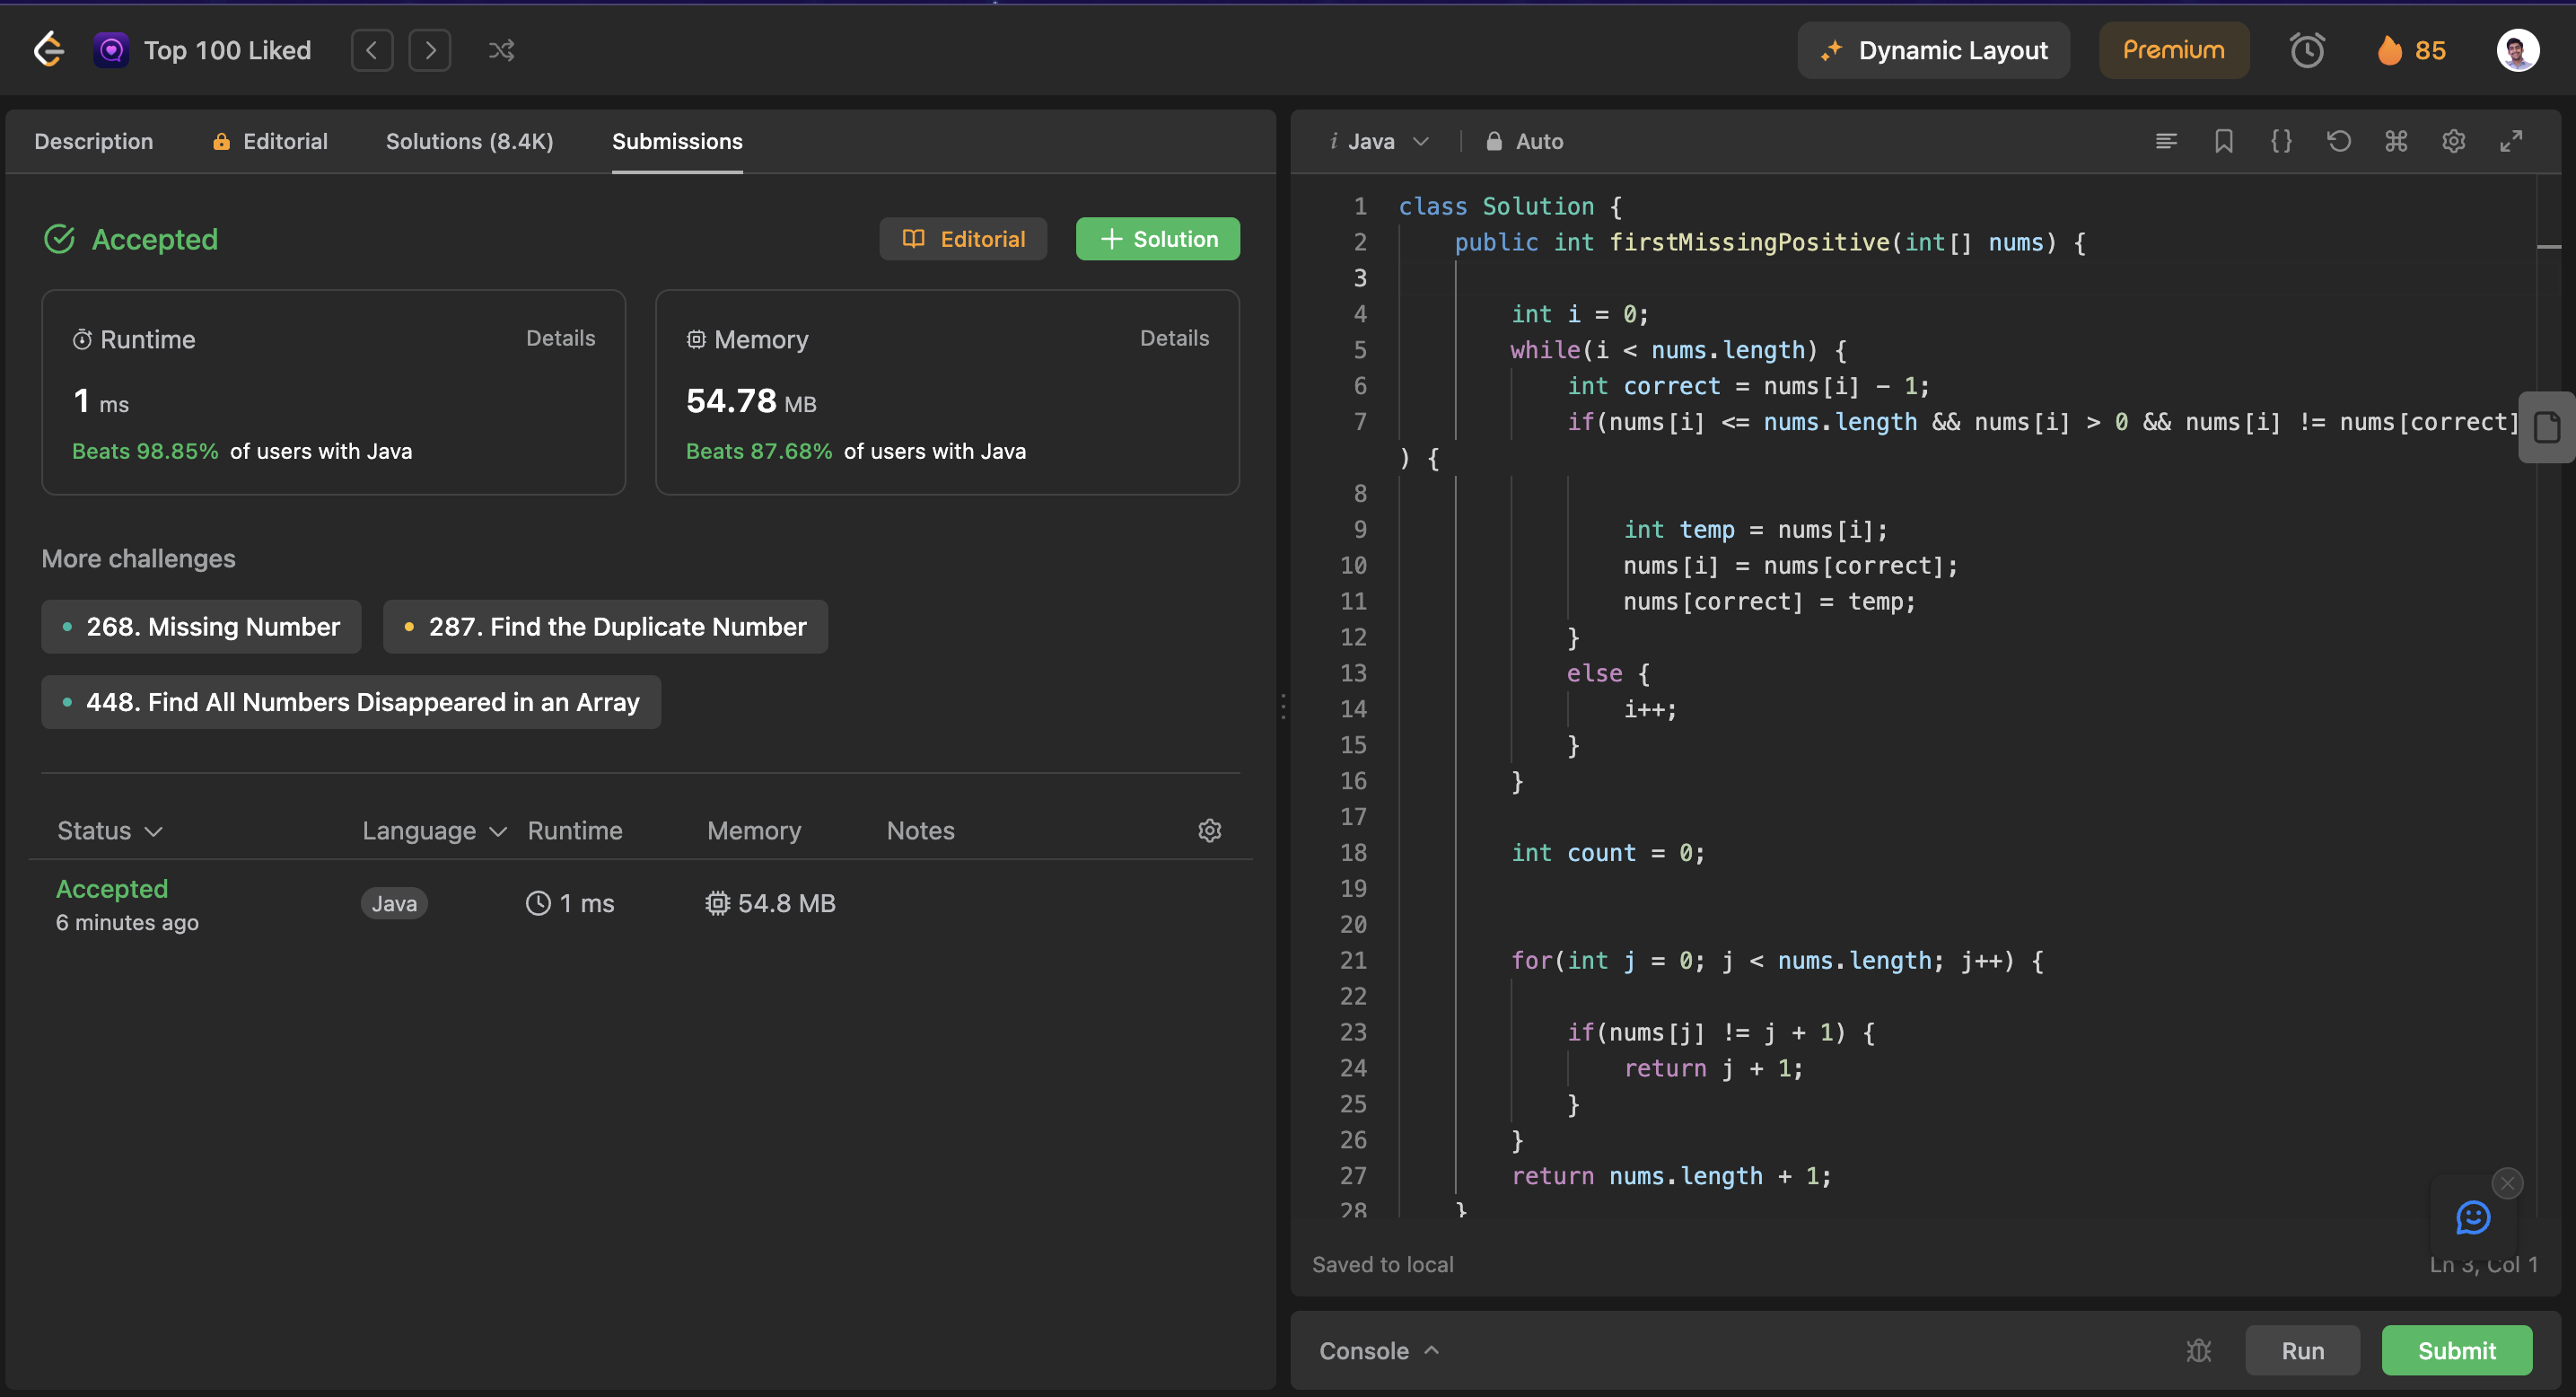 Top 100 Liked
Dynamic Layout
Premium
85
Description
Editorial
Solutions (8.4K)
Submissions
Accepted
Editorial
+ Solution
Runtime
Details
1 ms
Beats 98.85% of users with Java
Memory
Details
54.78 MB
Beats 87.68% of users with Java
More challenges
268. Missing Number
287. Find the Duplicate Number
448. Find All Numbers Disappeared in an Array
Status
Language
Runtime
Memory
Notes
Accepted
6 minutes ago
Java
1 ms
54.8 MB
i Java
Auto
1 class Solution {
2     public int firstMissingPositive(int[] nums) {
3
4         int i = 0;
5         while(i < nums.length) {
6             int correct = nums[i] - 1;
7             if(nums[i] <= nums.length && nums[i] > 0 && nums[i] != nums[correct]
) {
8
9                 int temp = nums[i];
10                 nums[i] = nums[correct];
11                 nums[correct] = temp;
12             }
13             else {
14                 i++;
15             }
16         }
17
18         int count = 0;
19
20
21         for(int j = 0; j < nums.length; j++) {
22
23             if(nums[j] != j + 1) {
24                 return j + 1;
25             }
26         }
27         return nums.length + 1;
28     }
Saved to local
Ln 3, Col 1
Console
Run
Submit